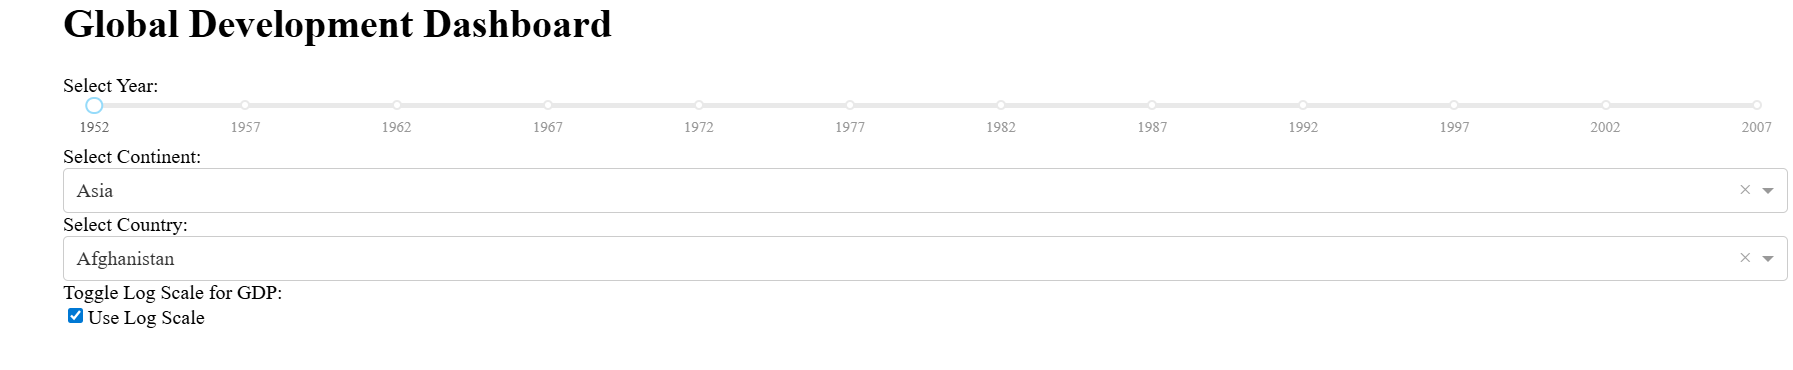 Global Development Dashboard
Select Year:
1952 1957 1962 1967 1972 1977 1982 1987 1992 1997 2002 2007
Select Continent:
Asia
Select Country:
Afghanistan
Toggle Log Scale for GDP:
Use Log Scale